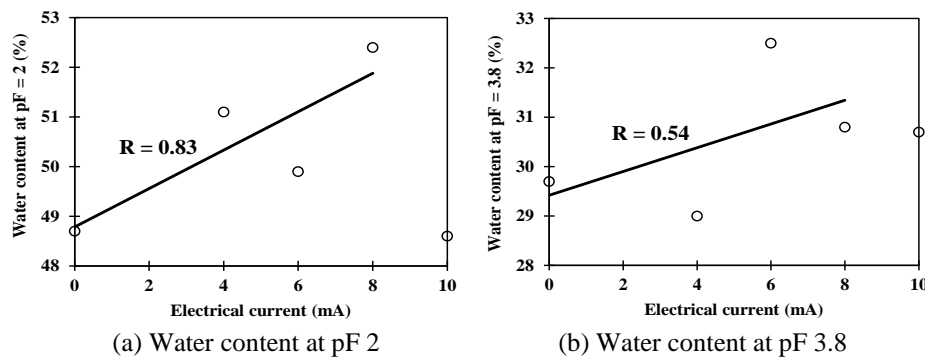 Water content at pF = 2 (%)
53
52
51
50
49
48
R = 0.83
0 2 4 6 8 10
Electrical current (mA)
(a) Water content at pF 2
Water content at pF = 3.8 (%)
33
32
31
30
29
28
R = 0.54
0 2 4 6 8 10
Electrical current (mA)
(b) Water content at pF 3.8